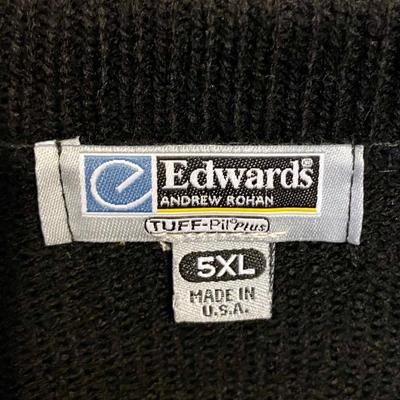 e Edwards®
ANDREW ROHAN
TUFF-Pil® Plus
5XL
MADE IN
U.S.A.